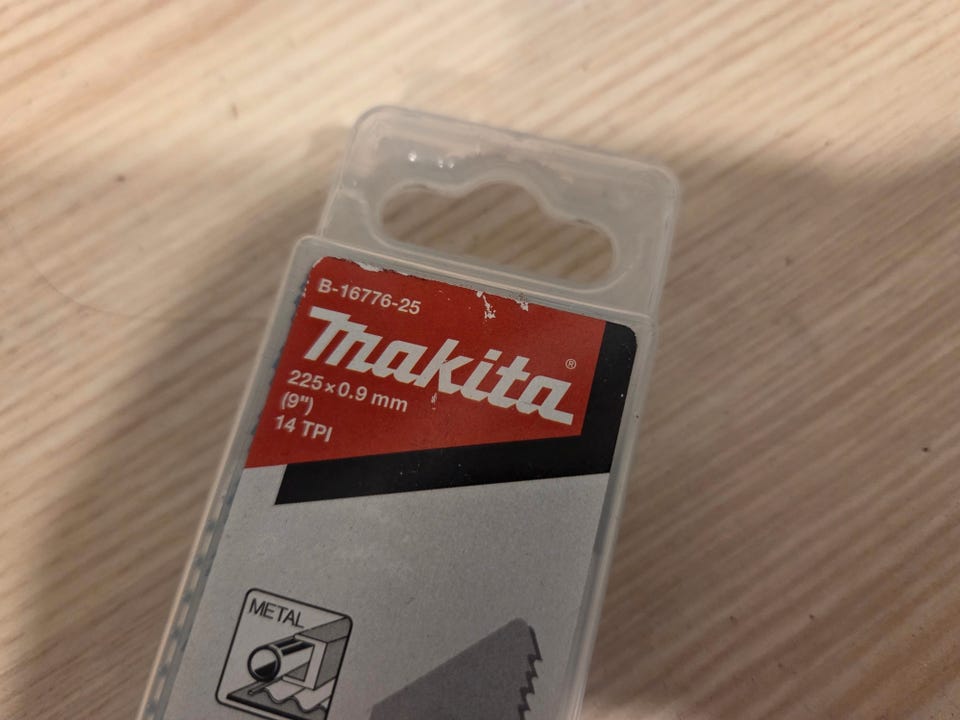 B-16776-25
makita®
225×0.9 mm
(9")
14 TPI
METAL